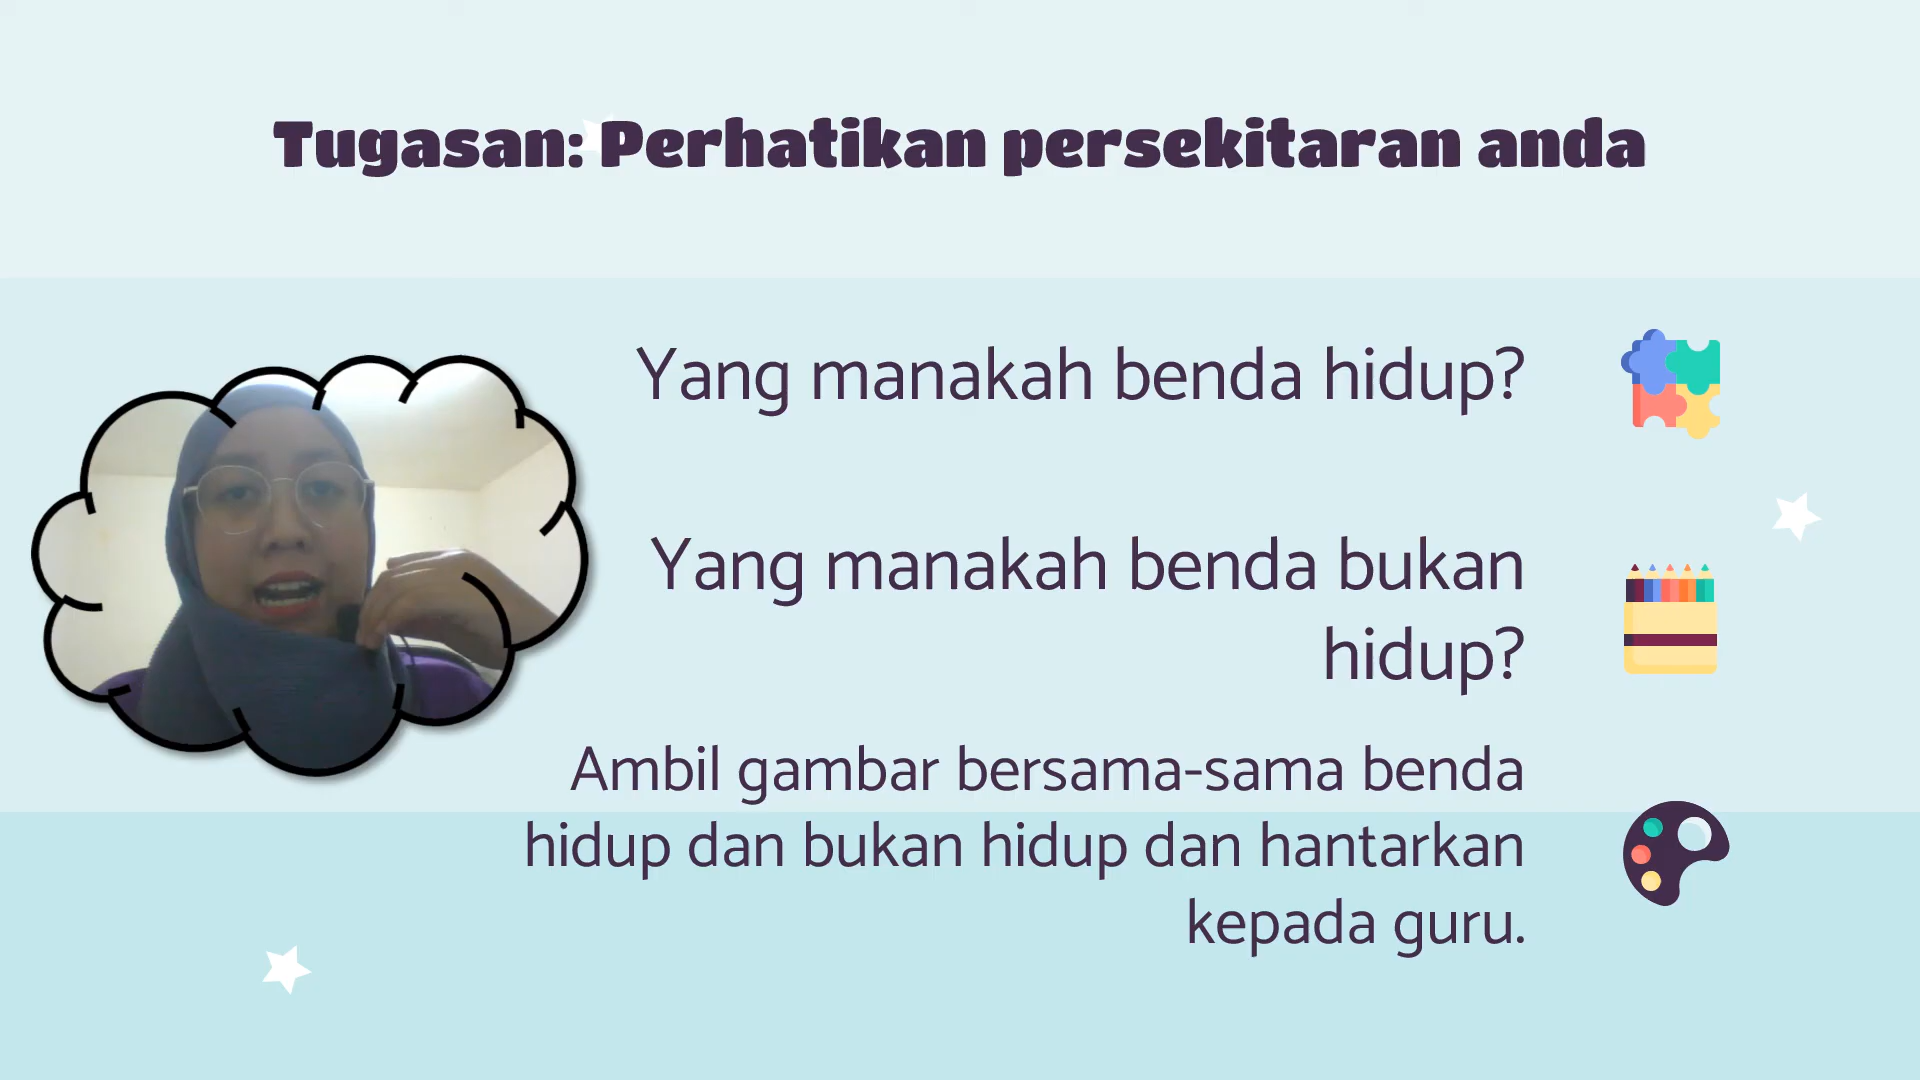 Tugasan: Perhatikan persekitaran anda
Yang manakah benda hidup?
Yang manakah benda bukan
hidup?
Ambil gambar bersama-sama benda
hidup dan bukan hidup dan hantarkan
kepada guru.